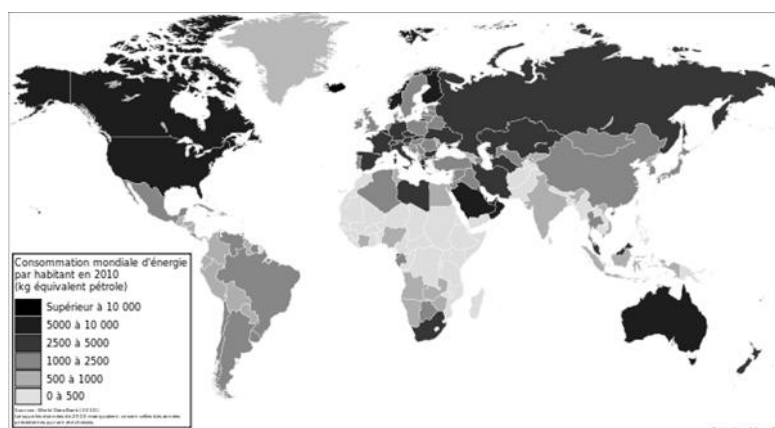 Consommation mondiale d'énergie
par habitant en 2010
(kg équivalent pétrole)
Supérieur à 10 000
5000 à 10 000
2500 à 5000
1000 à 2500
500 à 1000
0 à 500